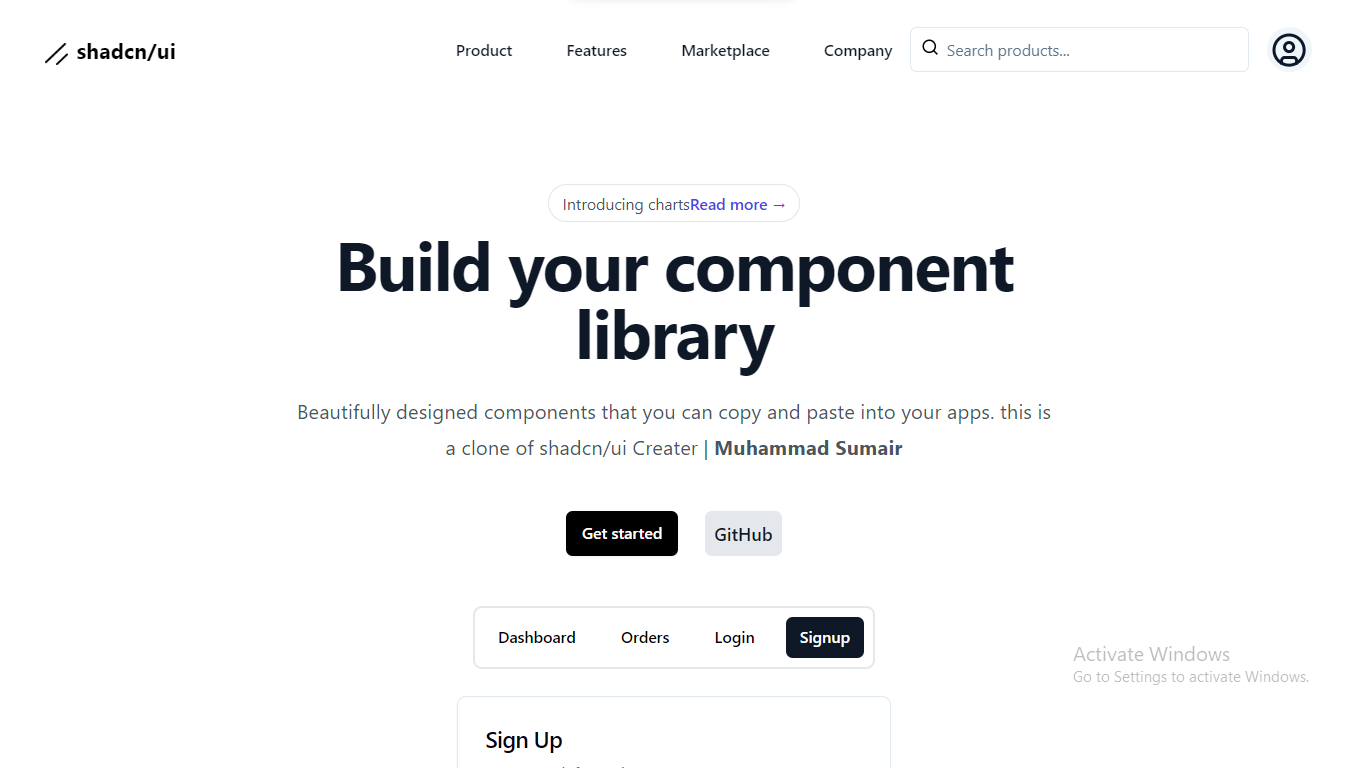 shadcn/ui
Product Features Marketplace Company Search products...
Introducing chartsRead more →
Build your component
library
Beautifully designed components that you can copy and paste into your apps. this is
a clone of shadcn/ui Creater | Muhammad Sumair
Get started GitHub
Dashboard Orders Login Signup
Activate Windows
Go to Settings to activate Windows.
Sign Up